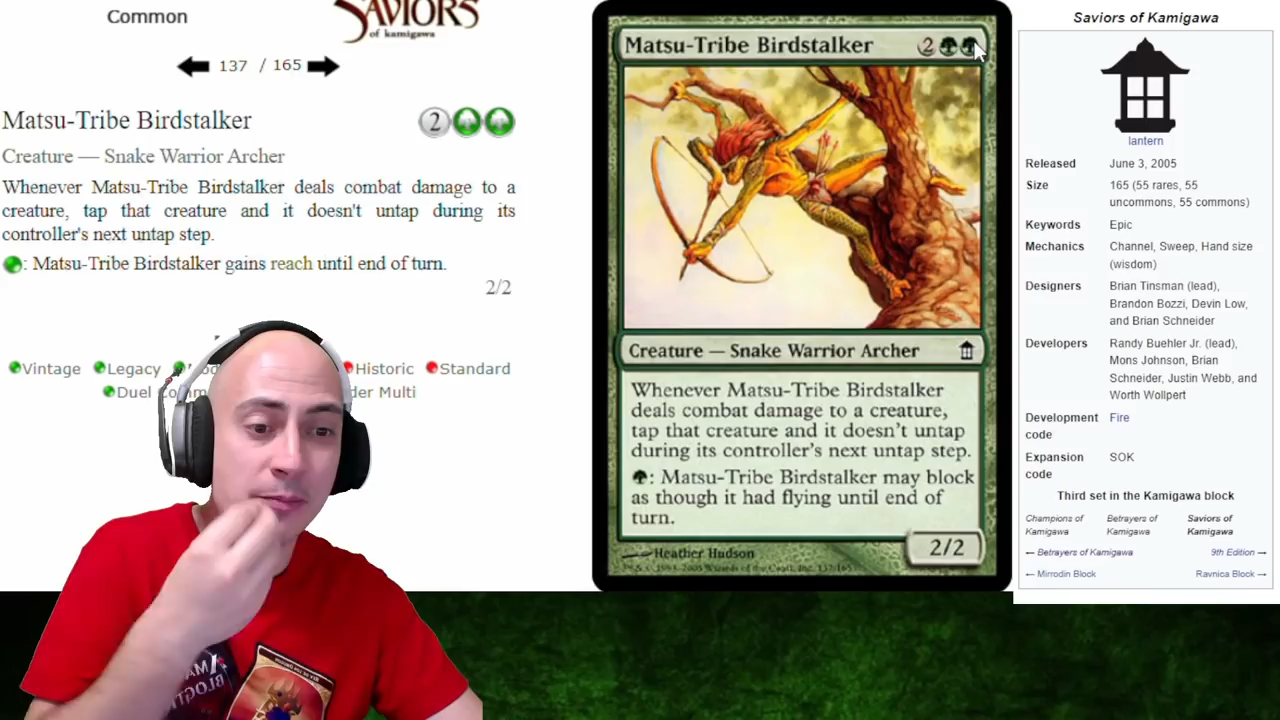 Common
SAVIORS
of kamigawa
137 / 165
Matsu-Tribe Birdstalker
2
Creature — Snake Warrior Archer
Whenever Matsu-Tribe Birdstalker deals combat damage to a
creature, tap that creature and it doesn't untap during its
controller's next untap step.
: Matsu-Tribe Birdstalker gains reach until end of turn.
2/2
Vintage Legacy Historic Standard
Duel Multi
Matsu-Tribe Birdstalker 2
Creature — Snake Warrior Archer
Whenever Matsu-Tribe Birdstalker
deals combat damage to a creature,
tap that creature and it doesn't untap
during its controller's next untap step.
: Matsu-Tribe Birdstalker may block
as though it had flying until end of
turn.
Heather Hudson
2/2
Saviors of Kamigawa
lantern
Released June 3, 2005
Size 165 (55 rares, 55
uncommons, 55 commons)
Keywords Epic
Mechanics Channel, Sweep, Hand size
(wisdom)
Designers Brian Tinsman (lead),
Brandon Bozzi, Devin Low,
and Brian Schneider
Developers Randy Buehler Jr. (lead),
Mons Johnson, Brian
Schneider, Justin Webb, and
Worth Wollpert
Development Fire
code
Expansion SOK
code
Third set in the Kamigawa block
Champions of Betrayers of Saviors of
Kamigawa Kamigawa Kamigawa
← Betrayers of Kamigawa 9th Edition →
← Mirrodin Block Ravnica Block →